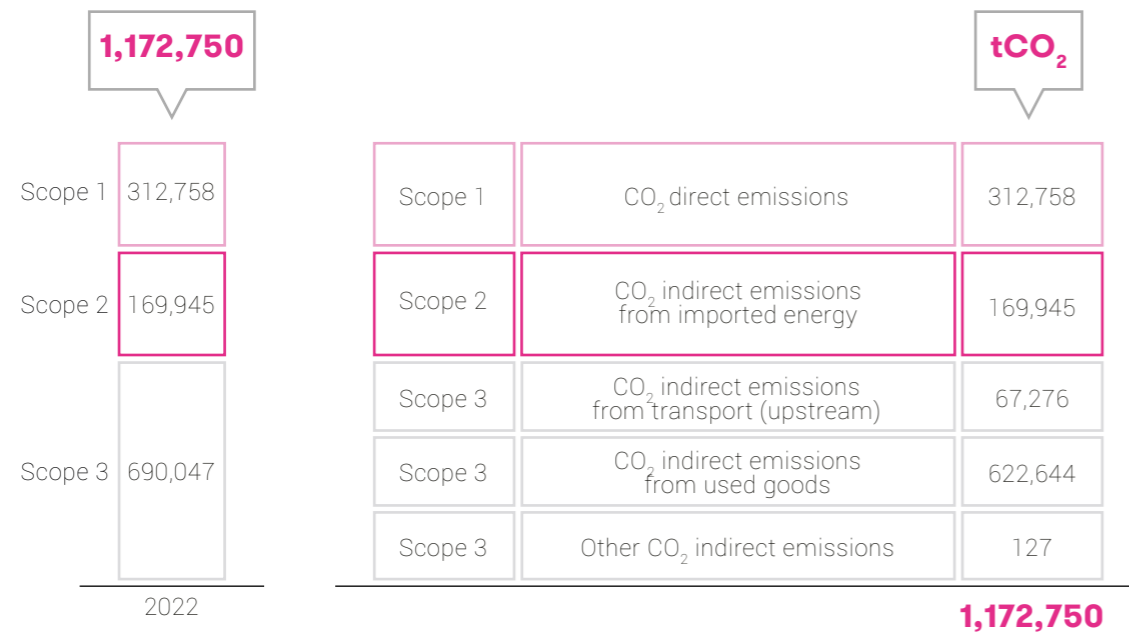 1,172,750
tCO₂
Scope 1 312,758
Scope 2 169,945
Scope 3 690,047
2022
Scope 1 CO₂ direct emissions 312,758
Scope 2 CO₂ indirect emissions
from imported energy 169,945
Scope 3 CO₂ indirect emissions
from transport (upstream) 67,276
Scope 3 CO₂ indirect emissions
from used goods 622,644
Scope 3 Other CO₂ indirect emissions 127
1,172,750